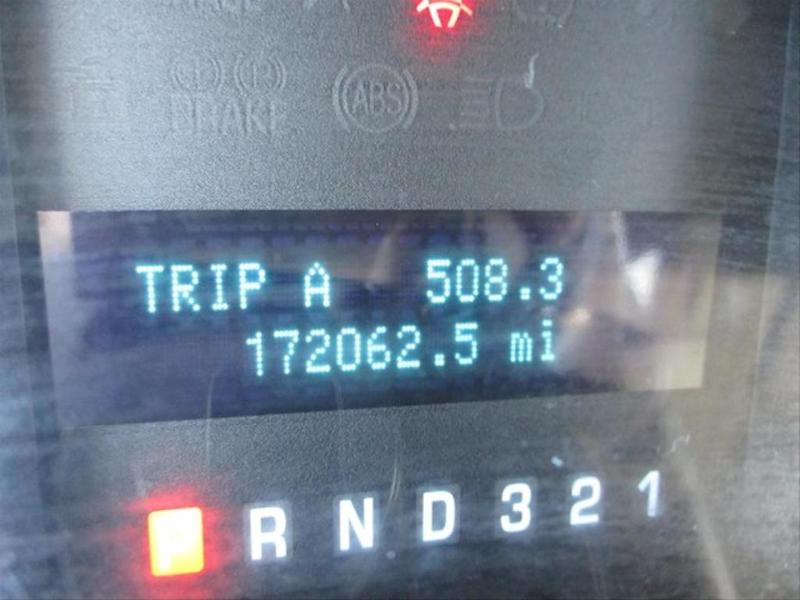 BRAKE
ABS
TRIP A 508.3
172062.5 mi
P R N D 3 2 1